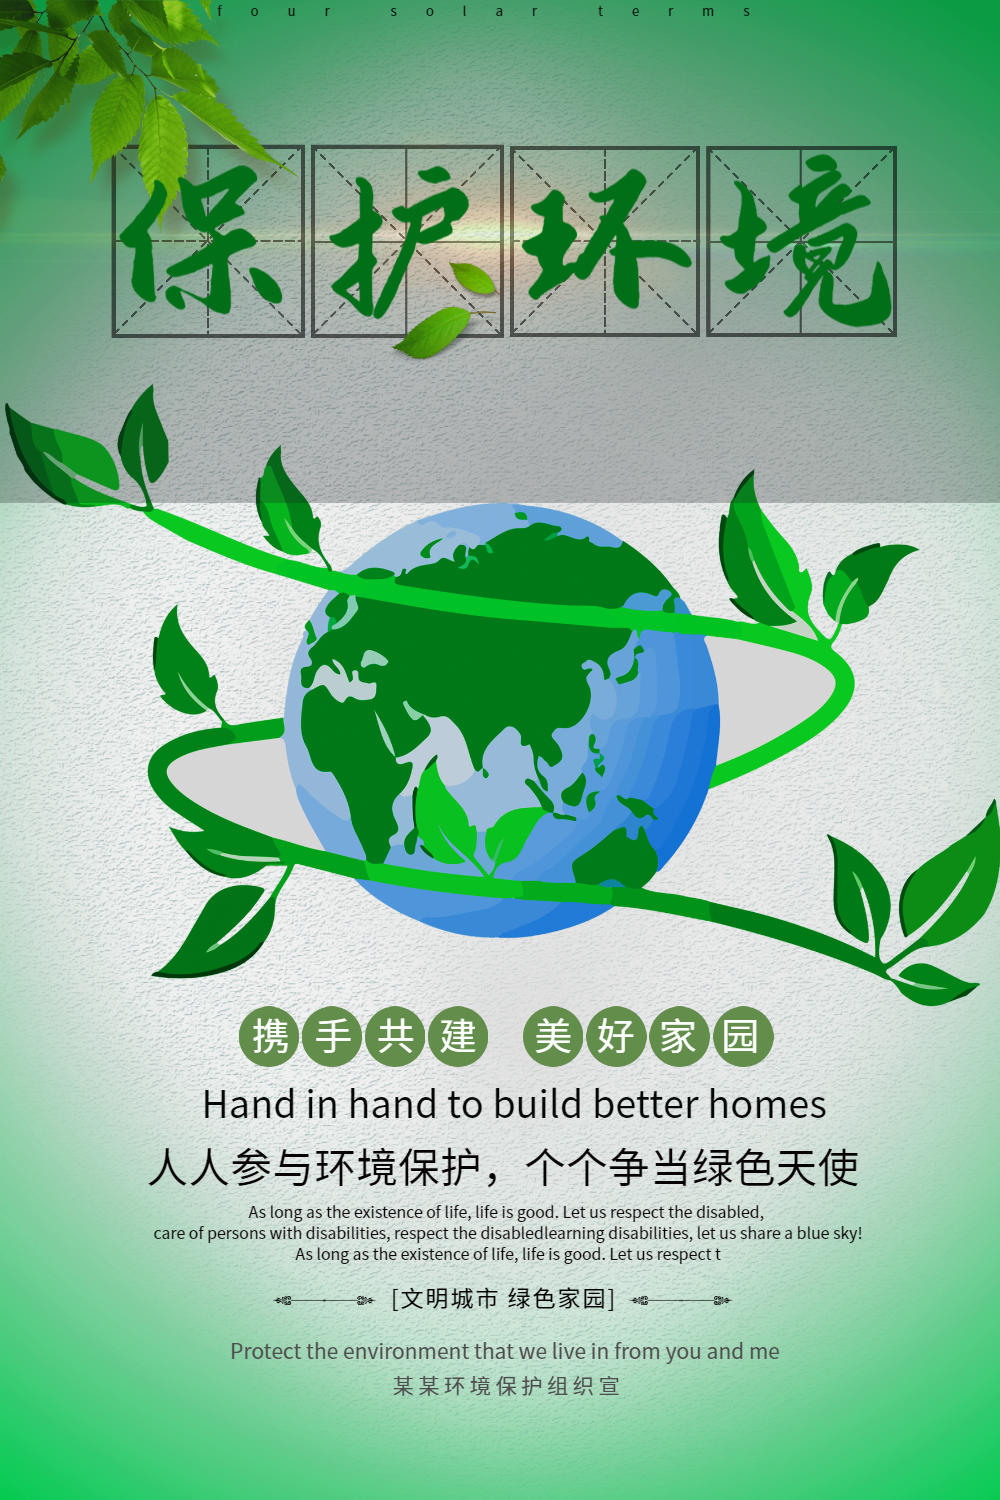 four solar terms
保护环境
携手共建 美好家园
Hand in hand to build better homes
人人参与环境保护，个个争当绿色天使
As long as the existence of life, life is good. Let us respect the disabled,
care of persons with disabilities, respect the disabledlearning disabilities, let us share a blue sky!
As long as the existence of life, life is good. Let us respect t
[文明城市 绿色家园]
Protect the environment that we live in from you and me
某某环境保护组织宣